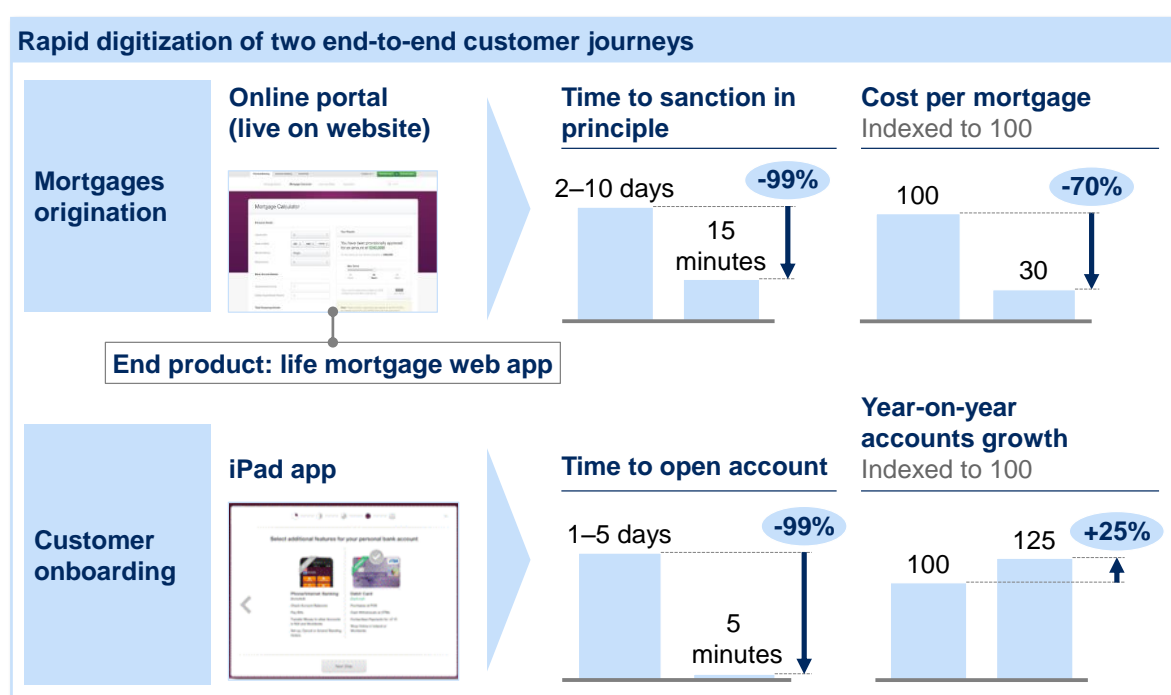 Rapid digitization of two end-to-end customer journeys
Mortgages
origination
Online portal
(live on website)
Mortgage Calculator
End product: life mortgage web app
Time to sanction in
principle
2–10 days
-99%
15
minutes
Cost per mortgage
Indexed to 100
100
-70%
30
Customer
onboarding
iPad app
Select additional features for your personal bank account
Phone/Internet Banking
Debit Card
Next Step
Time to open account
1–5 days
-99%
5
minutes
Year-on-year
accounts growth
Indexed to 100
100
125
+25%